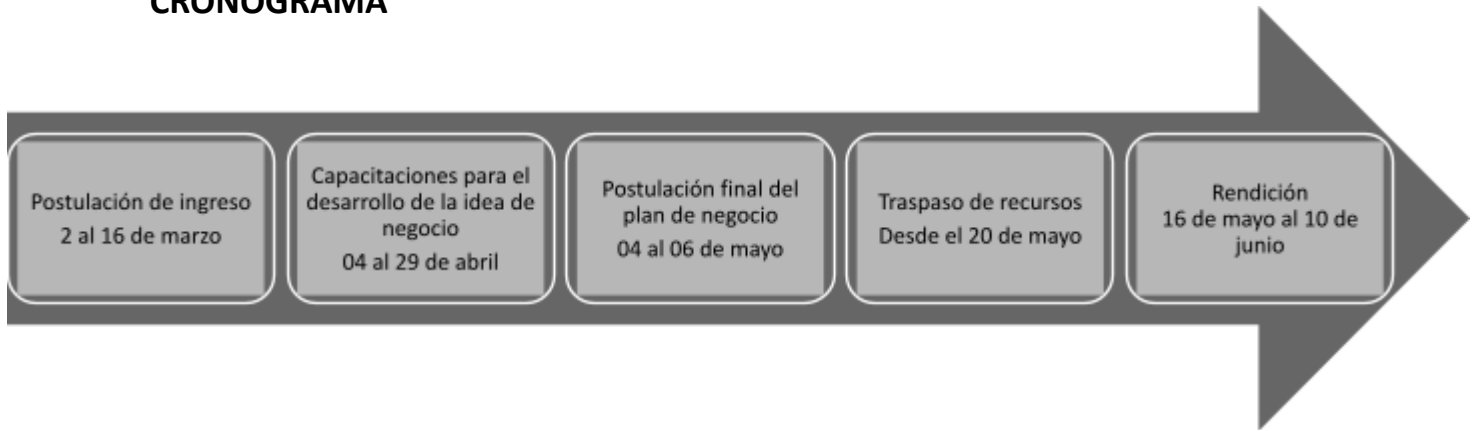 CRONOGRAMA
Postulación de ingreso
2 al 16 de marzo
Capacitaciones para el
desarrollo de la idea de
negocio
04 al 29 de abril
Postulación final del
plan de negocio
04 al 06 de mayo
Traspaso de recursos
Desde el 20 de mayo
Rendición
16 de mayo al 10 de
junio